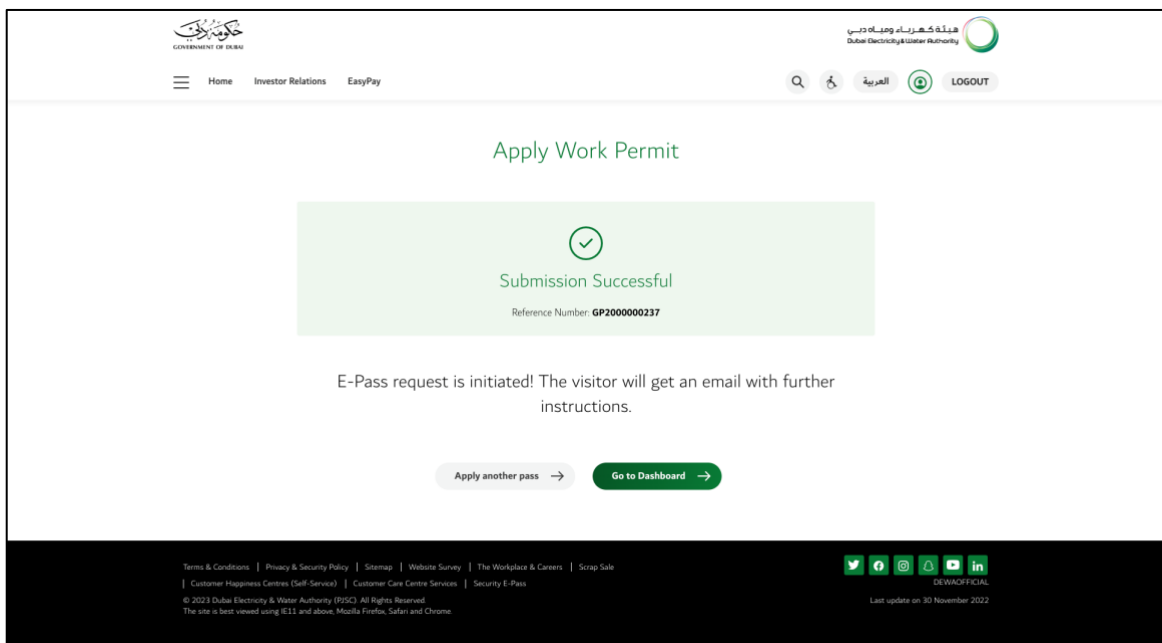 حكومة دبي
GOVERNMENT OF DUBAI
هيئة كهرباء ومياه دبي
Dubai Electricity & Water Authority
Home Investor Relations EasyPay العربية LOGOUT
Apply Work Permit
Submission Successful
Reference Number: GP2000000237
E-Pass request is initiated! The visitor will get an email with further
instructions.
Apply another pass → Go to Dashboard →
Terms & Conditions | Privacy & Security Policy | Sitemap | Website Survey | The Workplace & Careers | Scrap Sale
| Customer Happiness Centres (Self-Service) | Customer Care Centre Services | Security E-Pass
DEWAOFFICIAL
© 2023 Dubai Electricity & Water Authority (PJSC). All Rights Reserved.
Last update on 30 November 2022
The site is best viewed using IE11 and above, Mozilla Firefox, Safari and Chrome.